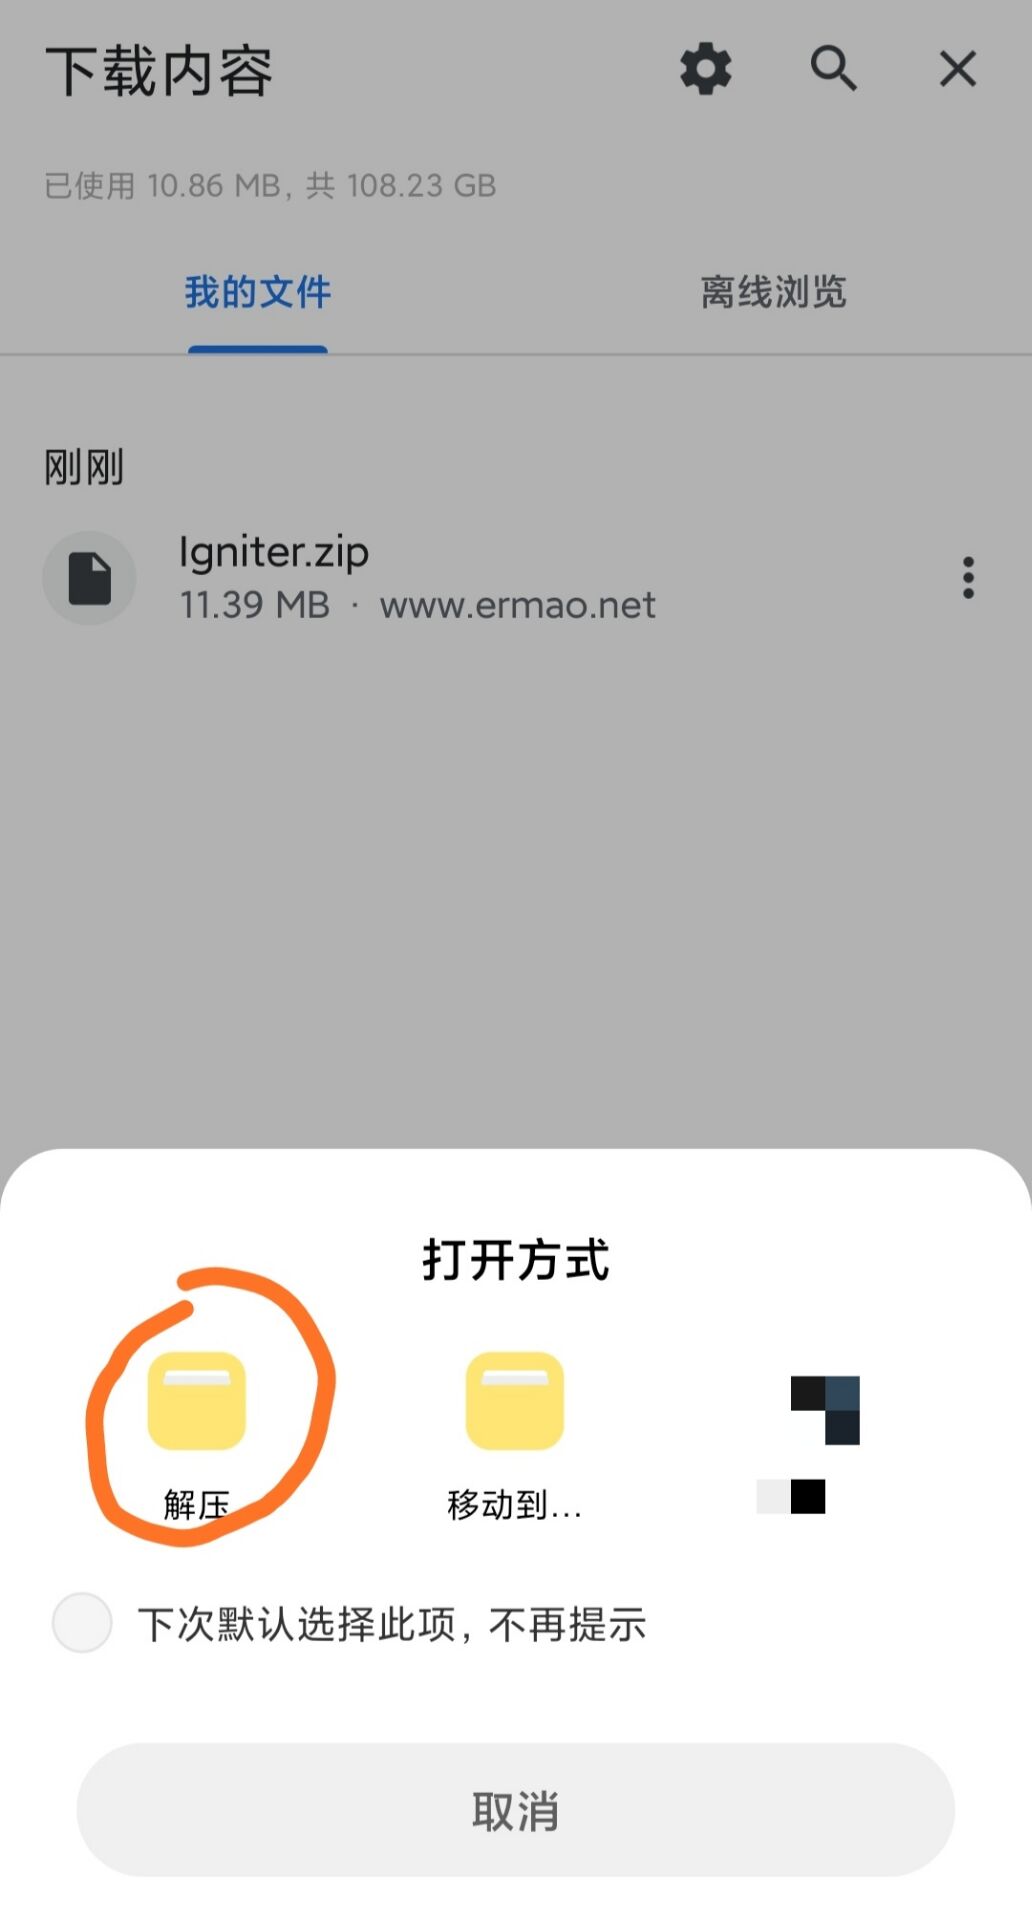 下载内容
已使用 10.86 MB，共 108.23 GB
我的文件
离线浏览
刚刚
Igniter.zip
11.39 MB · www.ermao.net
打开方式
解压
移动到...
下次默认选择此项，不再提示
取消